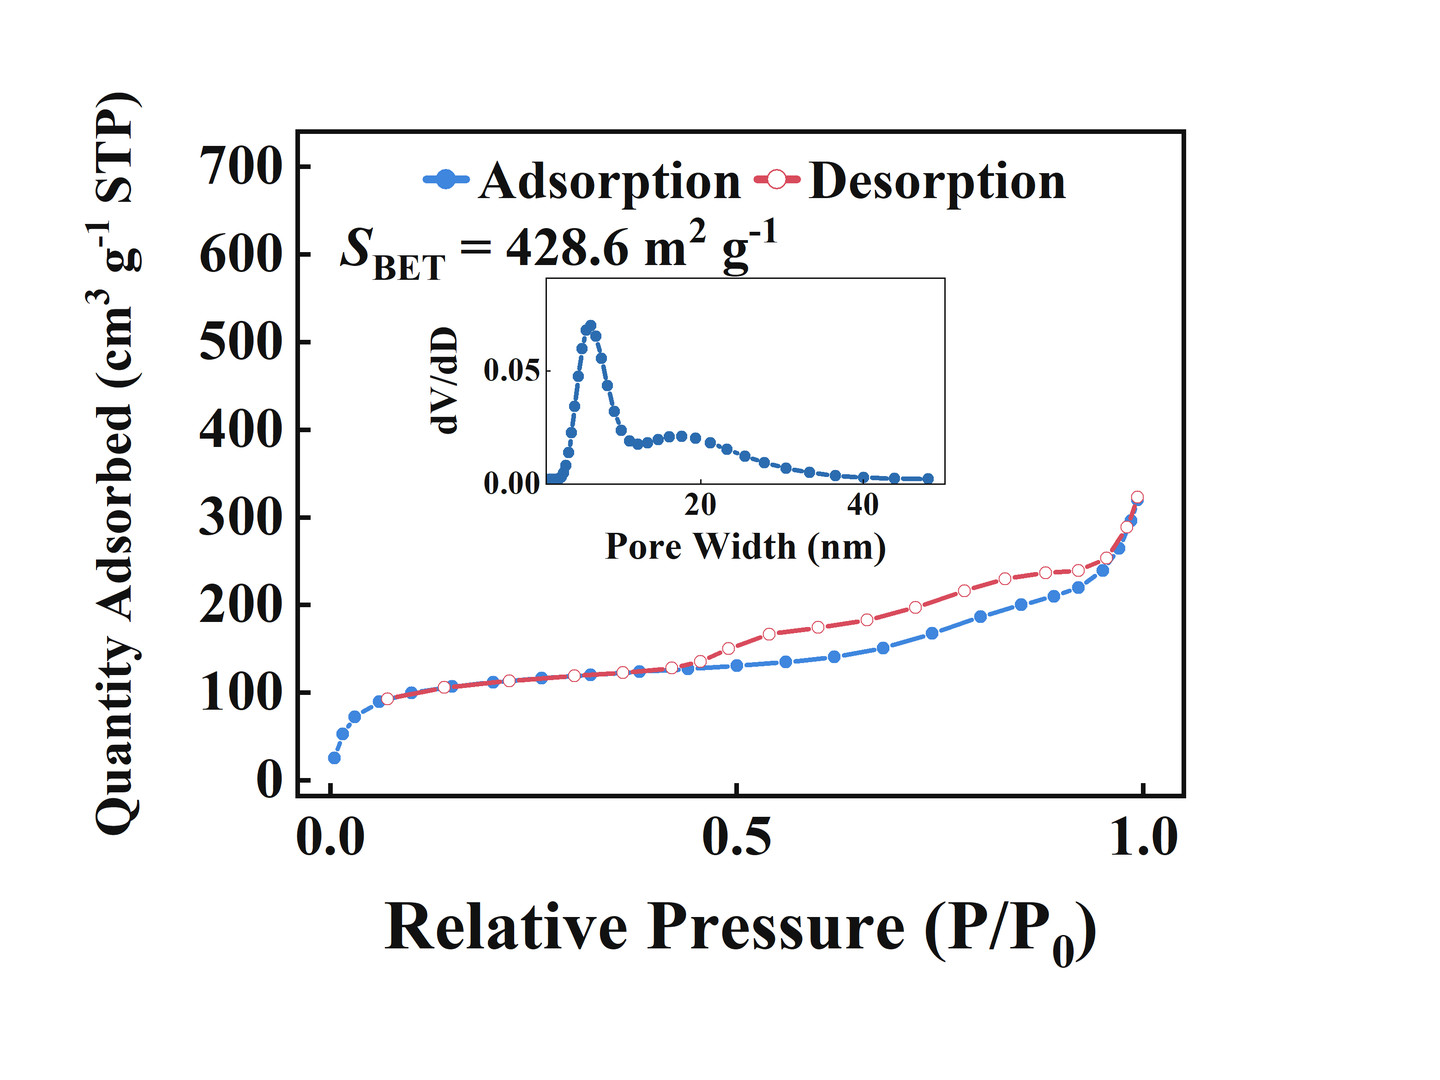 Quantity Adsorbed (cm³ g⁻¹ STP)
700
600
500
400
300
200
100
0
Adsorption Desorption
S_BET = 428.6 m² g⁻¹
dV/dD
0.05
0.00
20 40
Pore Width (nm)
0.0 0.5 1.0
Relative Pressure (P/P₀)